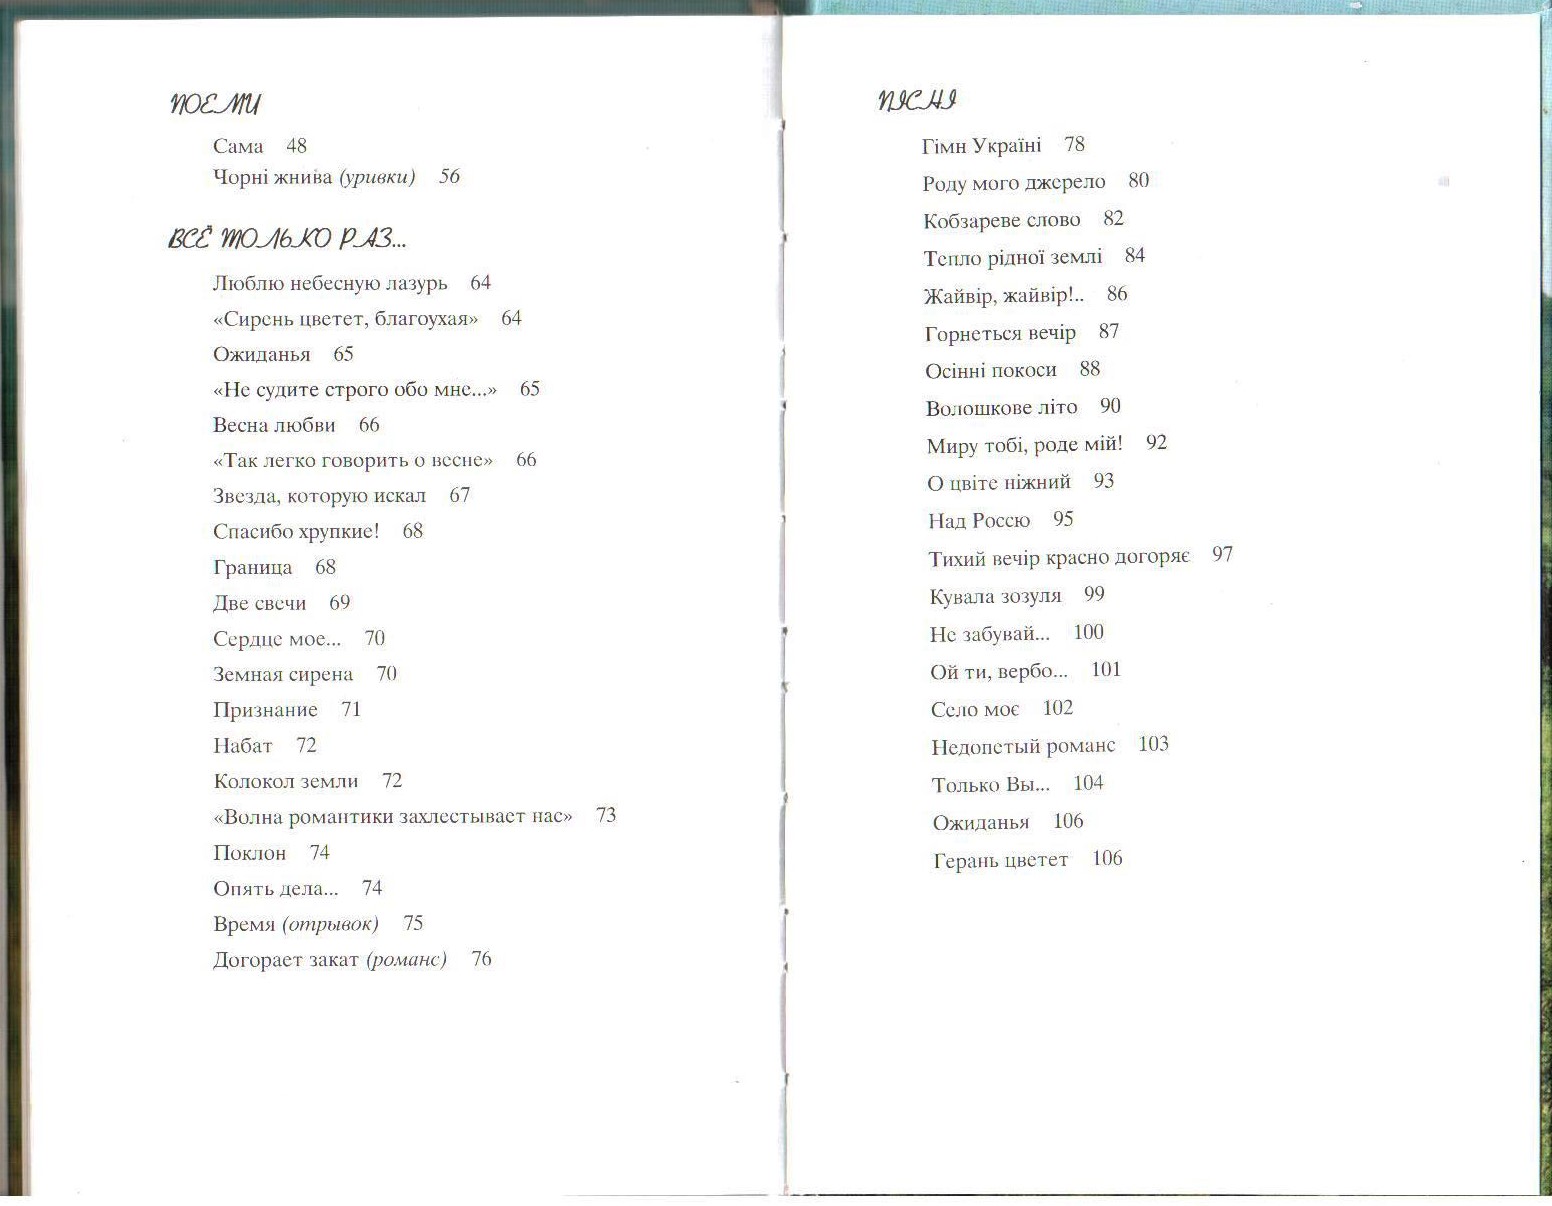 ПОЕМИ
Сама 48
Чорні жнива (уривки) 56
ВСЁ ТОЛЬКО РАЗ...
Люблю небесную лазурь 64
«Сирень цветет, благоухая» 64
Ожиданья 65
«Не судите строго обо мне...» 65
Весна любви 66
«Так легко говорить о весне» 66
Звезда, которую искал 67
Спасибо хрупкие! 68
Граница 68
Две свечи 69
Сердце мое... 70
Земная сирена 70
Признание 71
Набат 72
Колокол земли 72
«Волна романтики захлестывает нас» 73
Поклон 74
Опять дела... 74
Время (отрывок) 75
Догорает закат (романс) 76
ПІСНІ
Гімн Україні 78
Роду мого джерело 80
Кобзареве слово 82
Тепло рідної землі 84
Жайвір, жайвір!.. 86
Горнеться вечір 87
Осінні покоси 88
Волошкове літо 90
Миру тобі, роде мій! 92
О цвіте ніжний 93
Над Россю 95
Тихий вечір красно догоряє 97
Кувала зозуля 99
Не забувай... 100
Ой ти, вербо... 101
Село моє 102
Недопетый романс 103
Только Вы... 104
Ожиданья 106
Герань цветет 106